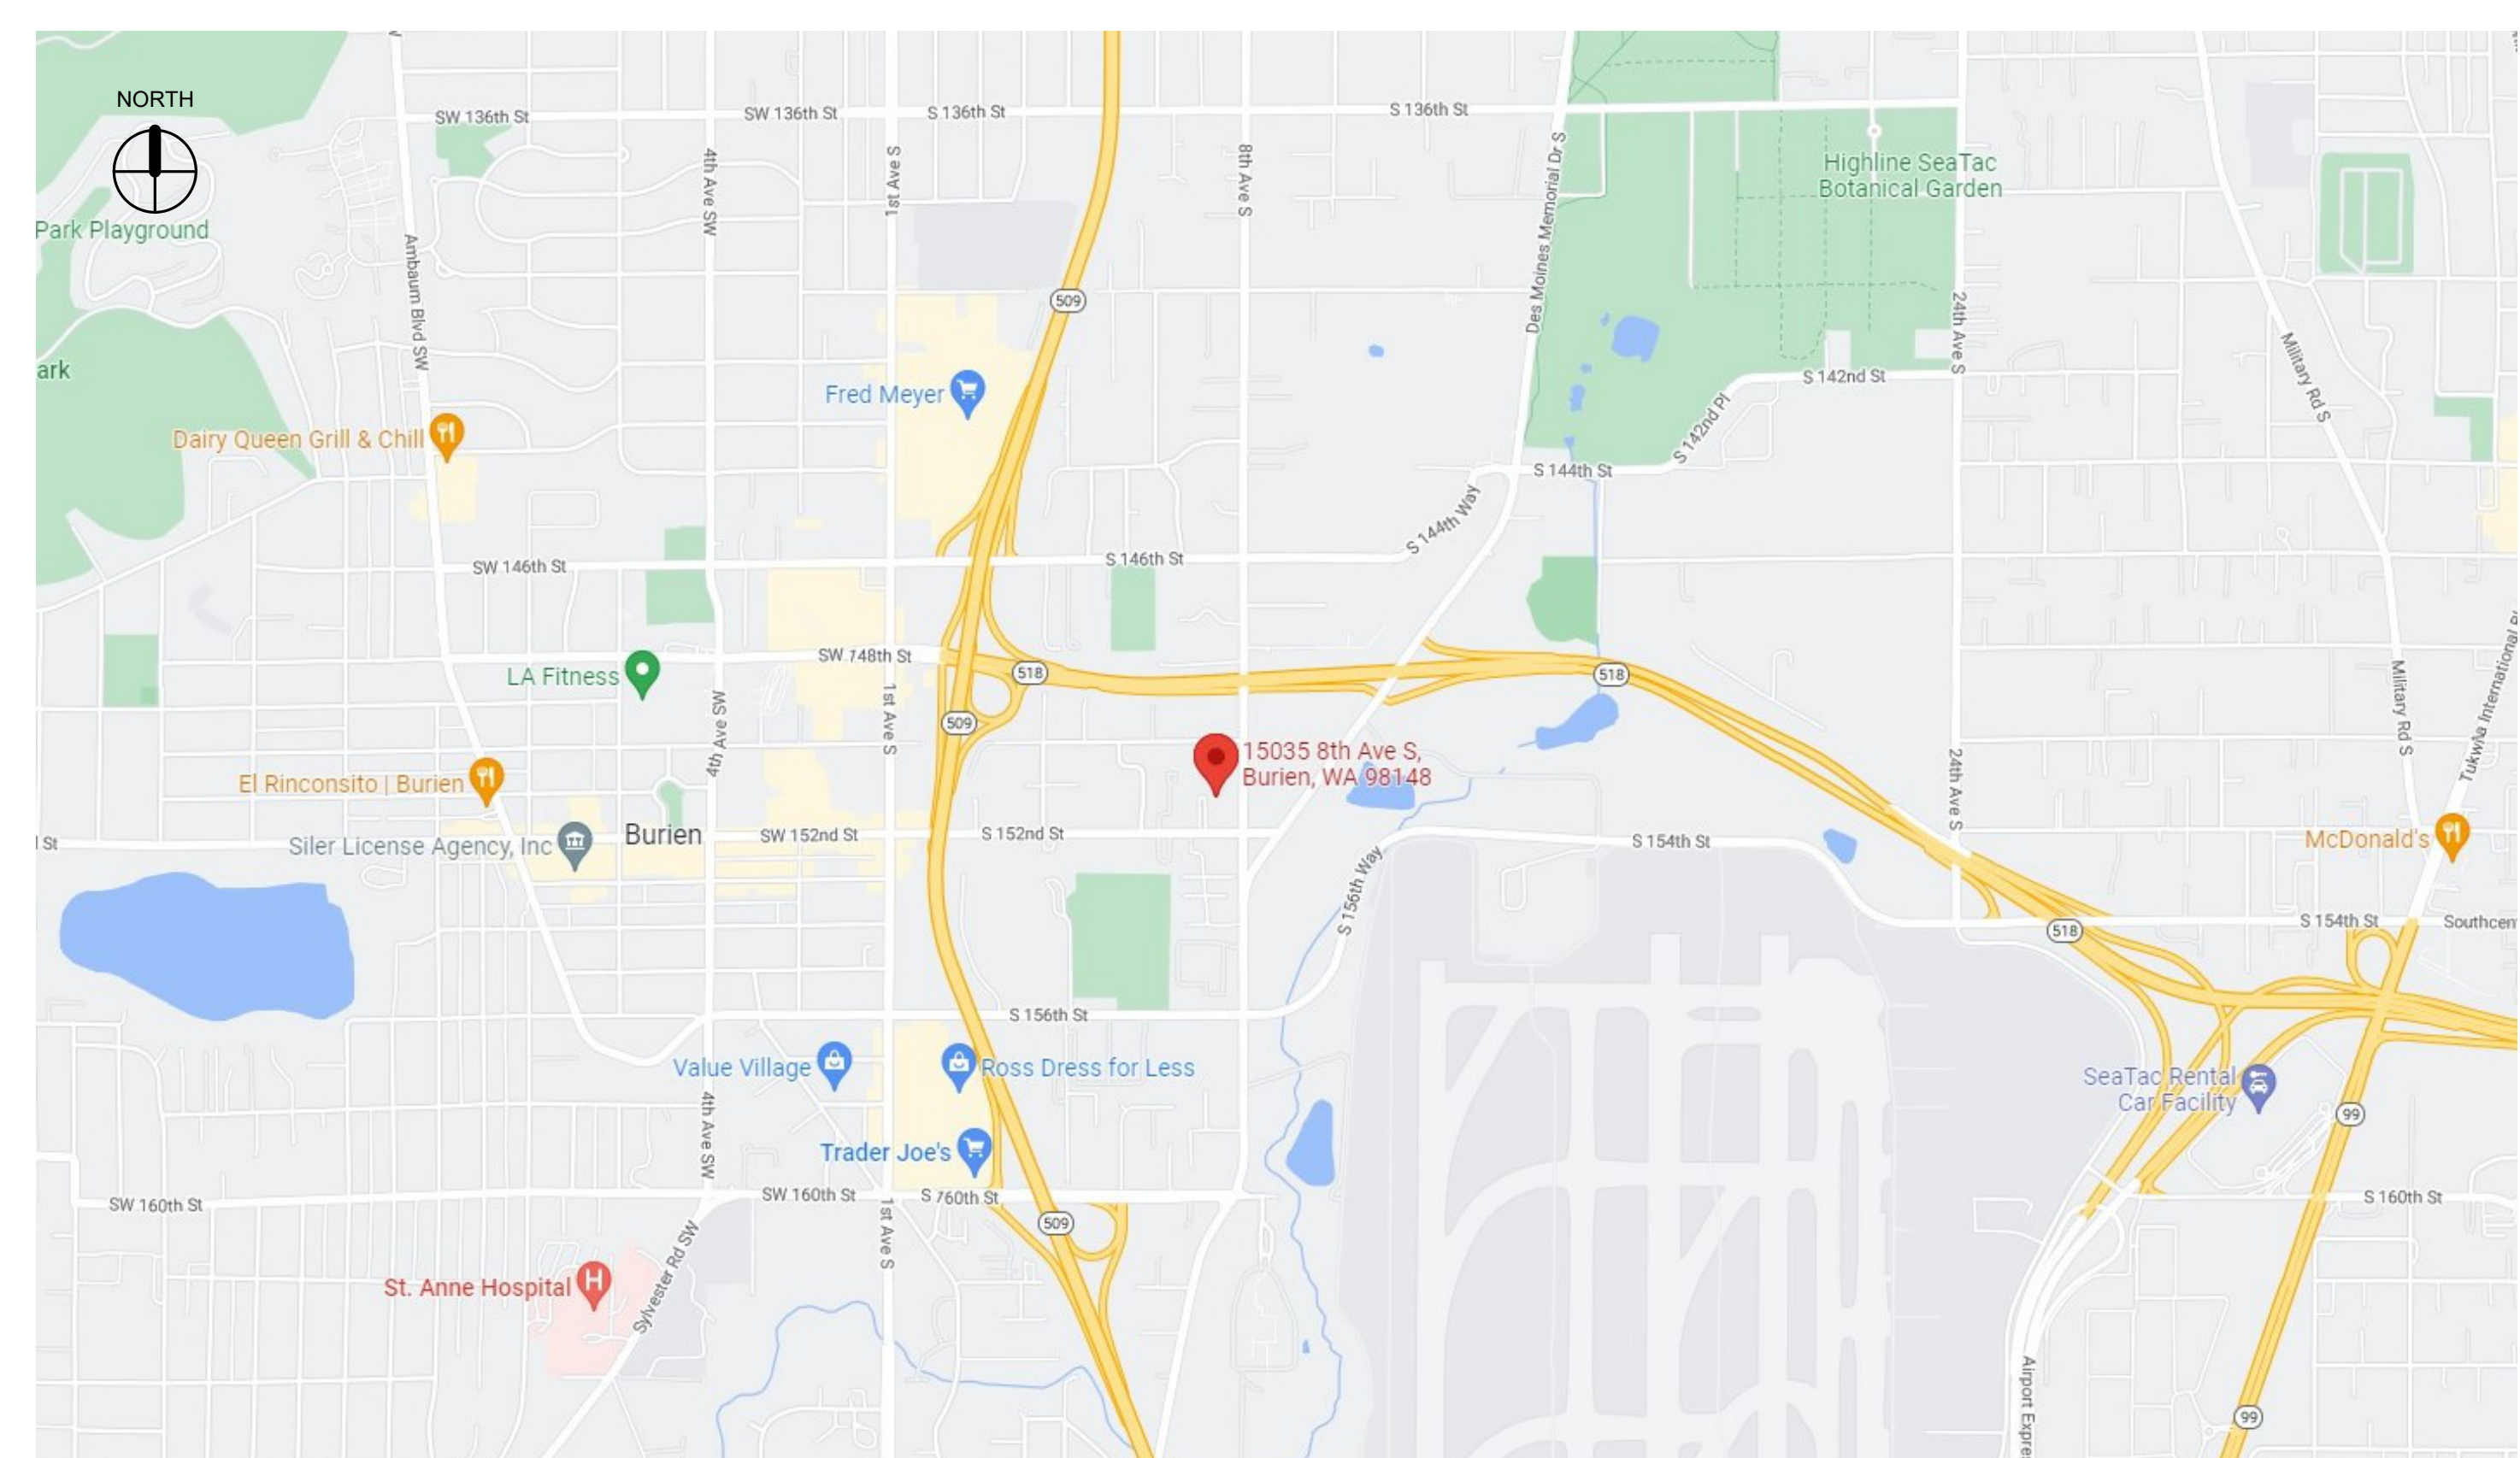 NORTH
SW 136th St
SW 136th St
S 136th St
S 136th St
4th Ave SW
1st Ave S
8th Ave S
Des Moines Memorial Dr S
Highline SeaTac
Botanical Garden
Park Playground
Ambaum Blvd SW
509
24th Ave S
Military Rd S
ark
Fred Meyer
S 142nd St
S 142nd Pl
Dairy Queen Grill & Chill
S 144th St
S 144th Way
SW 146th St
S 146th St
SW 148th St
LA Fitness
518
518
4th Ave SW
1st Ave S
509
Military Rd S
Tukwila International
15035 8th Ave S,
Burien, WA 98148
24th Ave S
El Rinconsito | Burien
Siler License Agency, Inc
Burien
SW 152nd St
S 152nd St
S 154th St
McDonald's
St
S 156th Way
518
S 154th St
Southcen
S 156th St
Value Village
Ross Dress for Less
SeaTac Rental
Car Facility
99
4th Ave SW
Trader Joe's
SW 160th St
SW 160th St
S 160th St
S 160th St
509
1st Ave S
St. Anne Hospital
Sylvester Rd SW
Airport Expre
99